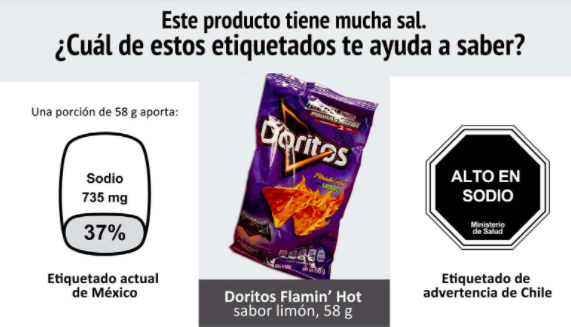 Este producto tiene mucha sal.
¿Cuál de estos etiquetados te ayuda a saber?
Una porción de 58 g aporta:
Sodio
735 mg
37%
Etiquetado actual
de México
Doritos
Doritos Flamin' Hot
sabor limón, 58 g
ALTO EN
SODIO
Ministerio
de Salud
Etiquetado de
advertencia de Chile